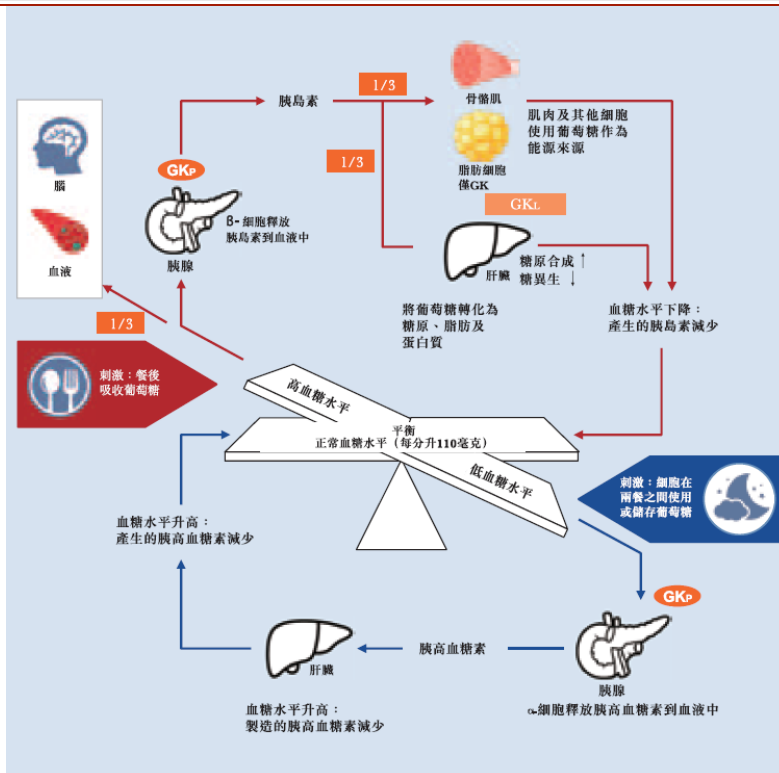 胰島素
1/3
1/3
骨骼肌
肌肉及其他細胞
使用葡萄糖作為
能源來源
脂肪細胞
僅GK
GKL
腦
血液
GKP
β-細胞釋放
胰島素到血液中
胰腺
肝臟
糖原合成 ↑
糖異生 ↓
將葡萄糖轉化為
糖原、脂肪及
蛋白質
血糖水平下降：
產生的胰島素減少
1/3
刺激：餐後
吸收葡萄糖
高血糖水平
平衡
正常血糖水平（每分升110毫克）
低血糖水平
刺激：細胞在
兩餐之間使用
或儲存葡萄糖
血糖水平升高：
產生的胰高血糖素減少
GKP
胰高血糖素
肝臟
胰腺
血糖水平升高：
製造的胰高血糖素減少
α-細胞釋放胰高血糖素到血液中